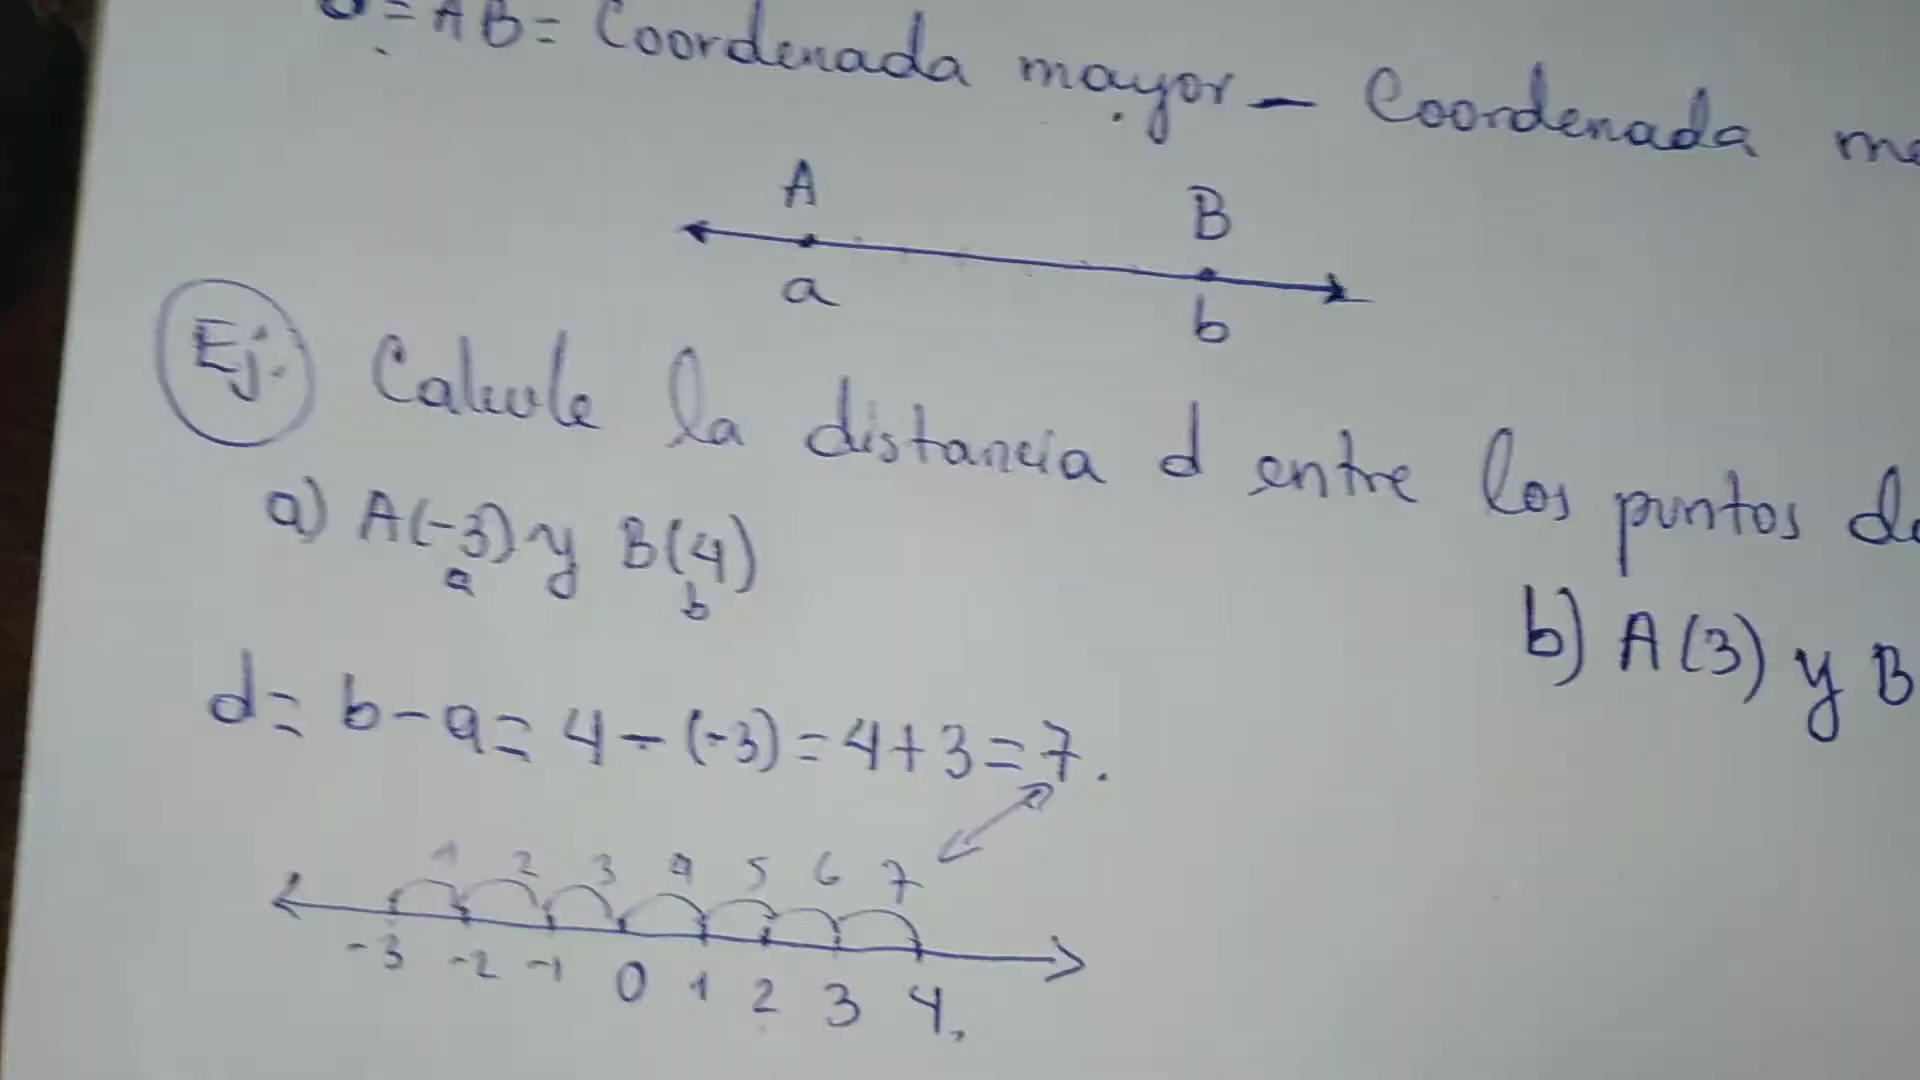 d = AB = Coordenada mayor - Coordenada
A B
a b
Ej. Calcule la distancia d entre los puntos
a) A(-3) y B(4)
a b
b) A(3) y B
d = b - a = 4 - (-3) = 4 + 3 = 7.
1 2 3 4 5 6 7
-3 -2 -1 0 1 2 3 4.